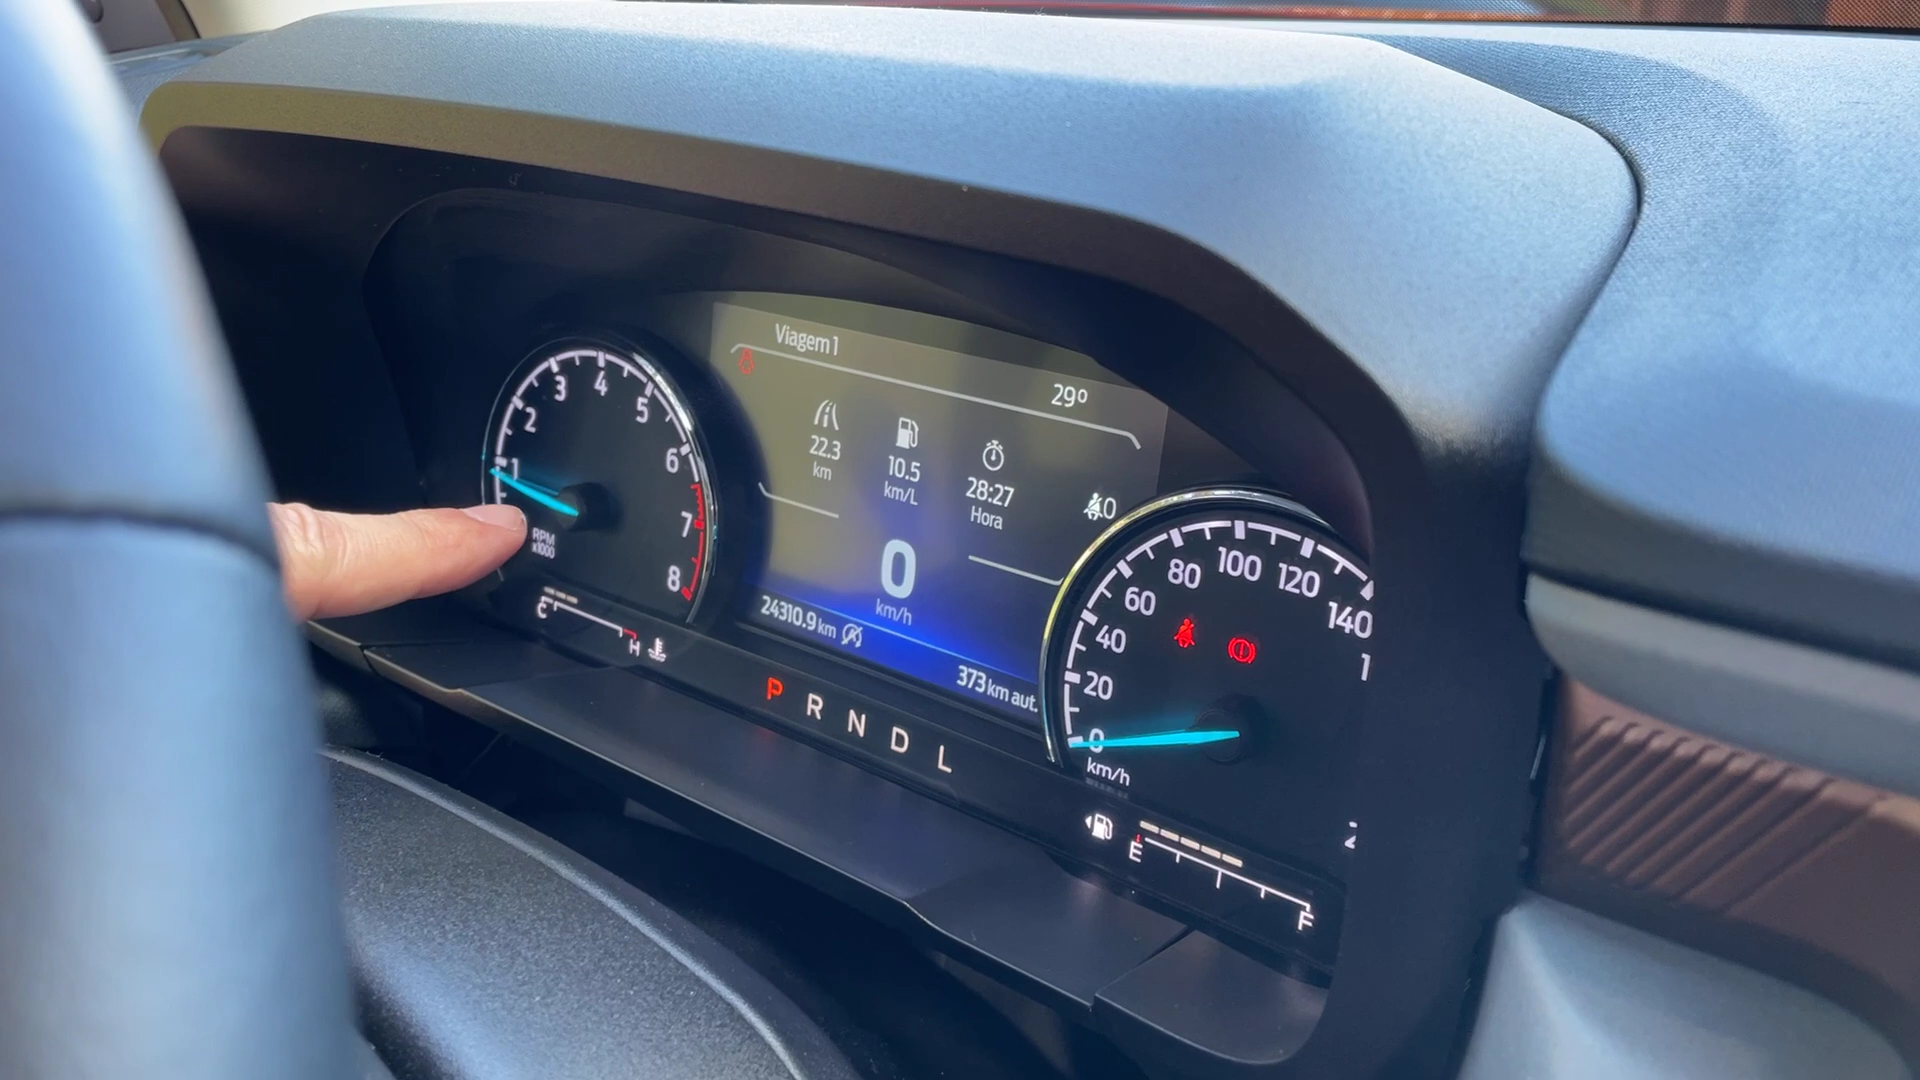 Viagem 1
29º
22.3
km
10.5
km/L
28:27
Hora
0
0
km/h
24310.9 km
373 km aut.
1
2
3
4
5
6
7
8
RPM
x1000
C
H
P R N D L
0
20
40
60
80
100
120
140
km/h
E
F